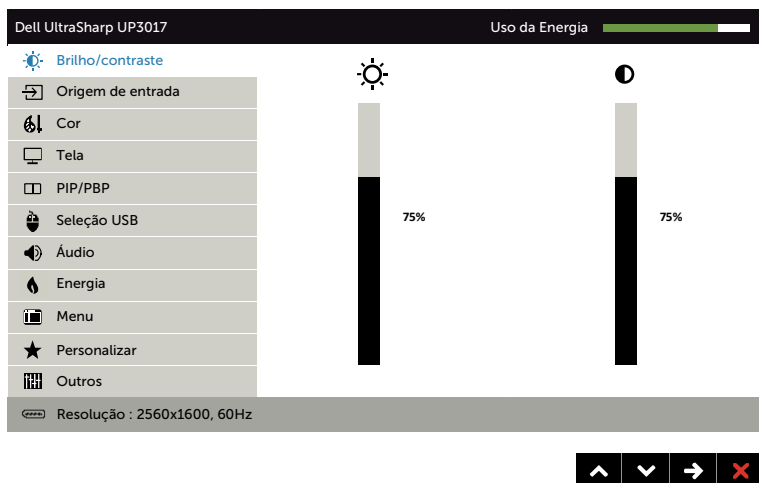 Dell UltraSharp UP3017 Uso da Energia
Brilho/contraste
Origem de entrada
Cor
Tela
PIP/PBP
Seleção USB
75% 75%
Áudio
Energia
Menu
Personalizar
Outros
Resolução : 2560x1600, 60Hz